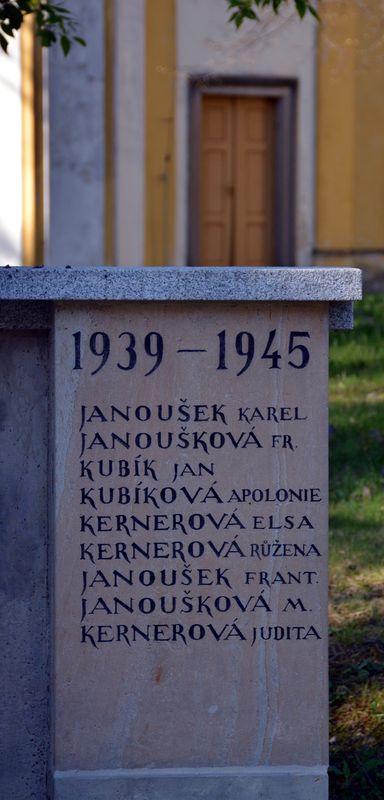 1939 – 1945
JANOUŠEK KAREL
JANOUŠKOVÁ FR.
KUBÍK JAN
KUBÍKOVÁ APOLONIE
KERNEROVÁ ELSA
KERNEROVÁ RŮŽENA
JANOUŠEK FRANT.
JANOUŠKOVÁ M.
KERNEROVÁ JUDITA